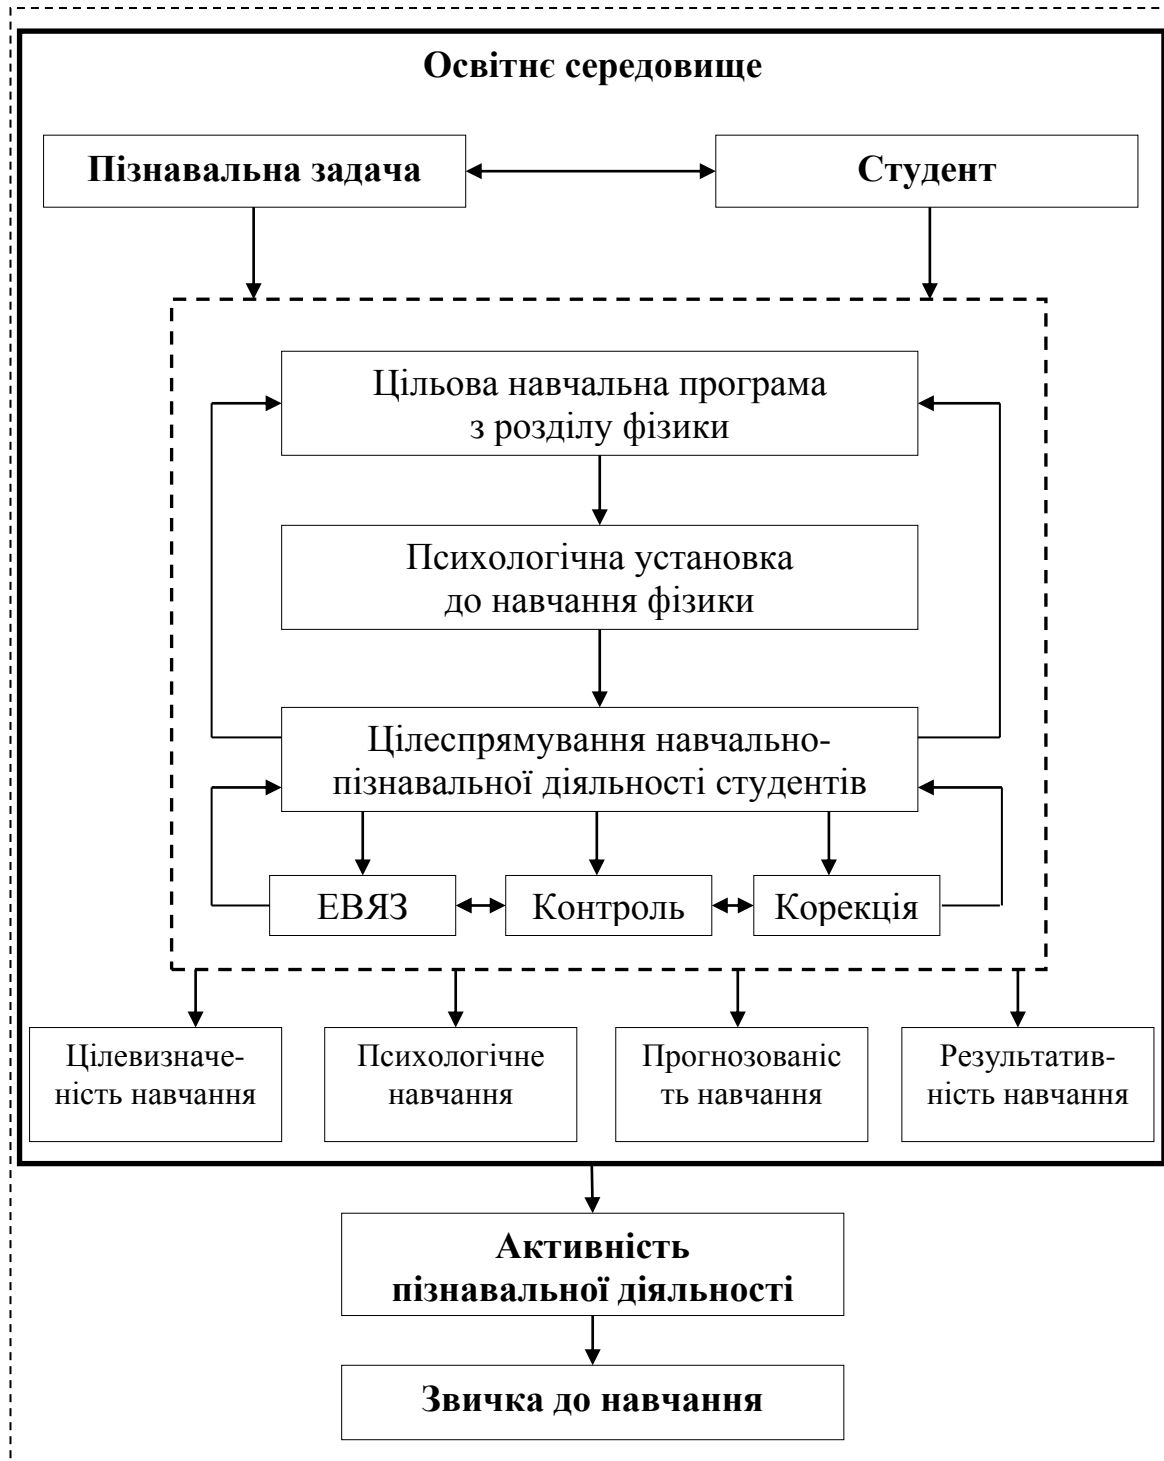 Освітнє середовище
Пізнавальна задача
Студент
Цільова навчальна програма
з розділу фізики
Психологічна установка
до навчання фізики
Цілеспрямування навчально-
пізнавальної діяльності студентів
ЕВЯЗ
Контроль
Корекція
Цілевизначе-
ність навчання
Психологічне
навчання
Прогнозованіс
ть навчання
Результатив-
ність навчання
Активність
пізнавальної діяльності
Звичка до навчання